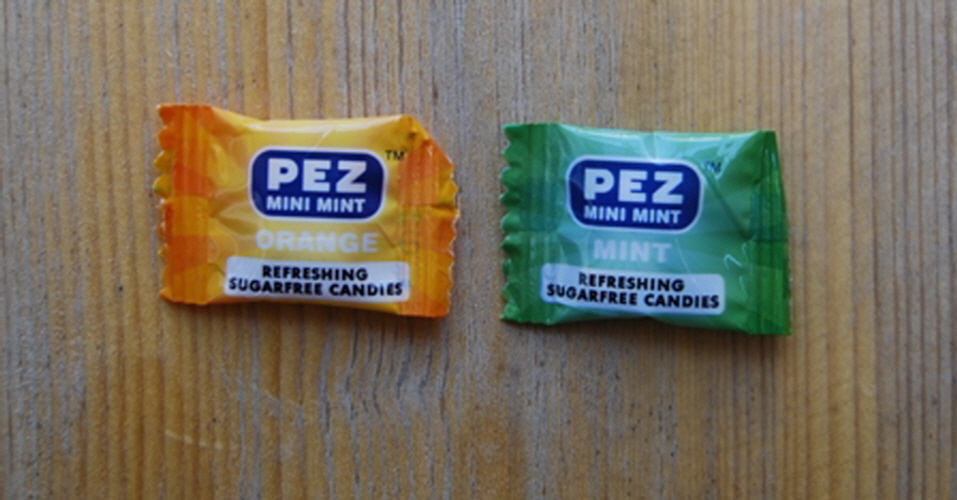 PEZ
MINI MINT
TM
ORANGE
REFRESHING
SUGARFREE CANDIES
PEZ
MINI MINT
TM
MINT
REFRESHING
SUGARFREE CANDIES